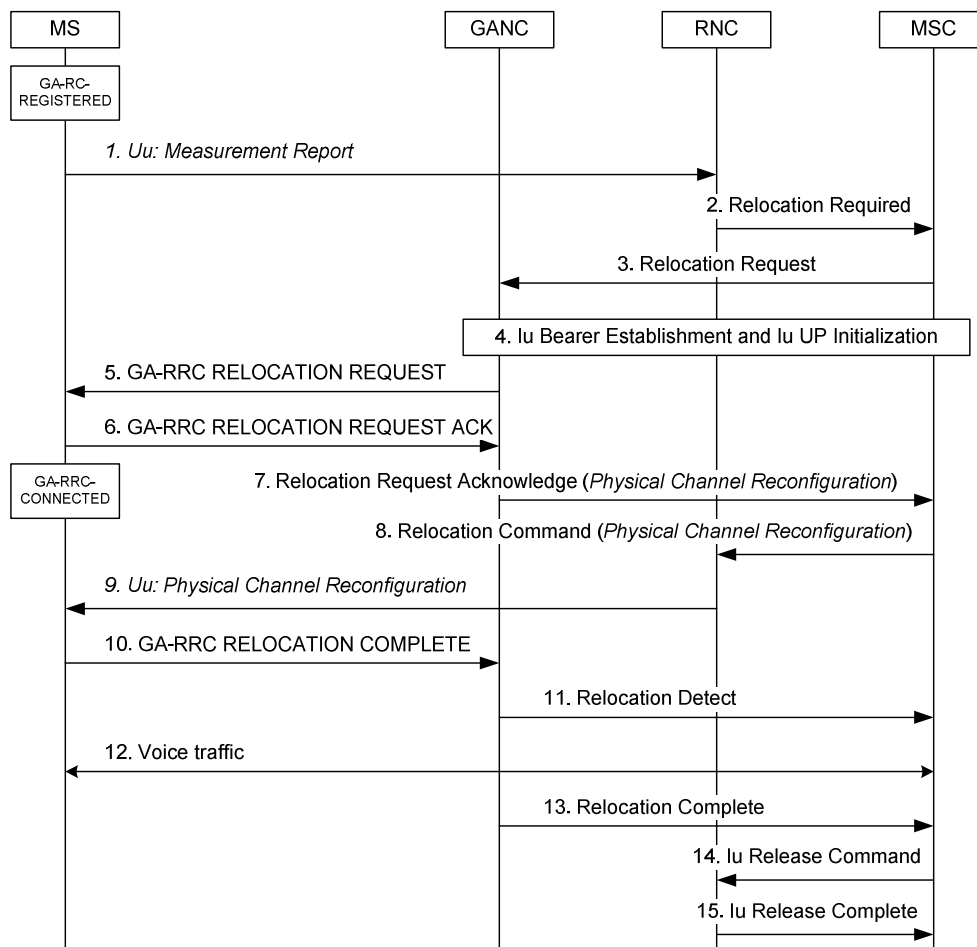 MS
GANC
RNC
MSC
GA-RC-
REGISTERED
1. Uu: Measurement Report
2. Relocation Required
3. Relocation Request
4. Iu Bearer Establishment and Iu UP Initialization
5. GA-RRC RELOCATION REQUEST
6. GA-RRC RELOCATION REQUEST ACK
GA-RRC-
CONNECTED
7. Relocation Request Acknowledge (Physical Channel Reconfiguration)
8. Relocation Command (Physical Channel Reconfiguration)
9. Uu: Physical Channel Reconfiguration
10. GA-RRC RELOCATION COMPLETE
11. Relocation Detect
12. Voice traffic
13. Relocation Complete
14. Iu Release Command
15. Iu Release Complete